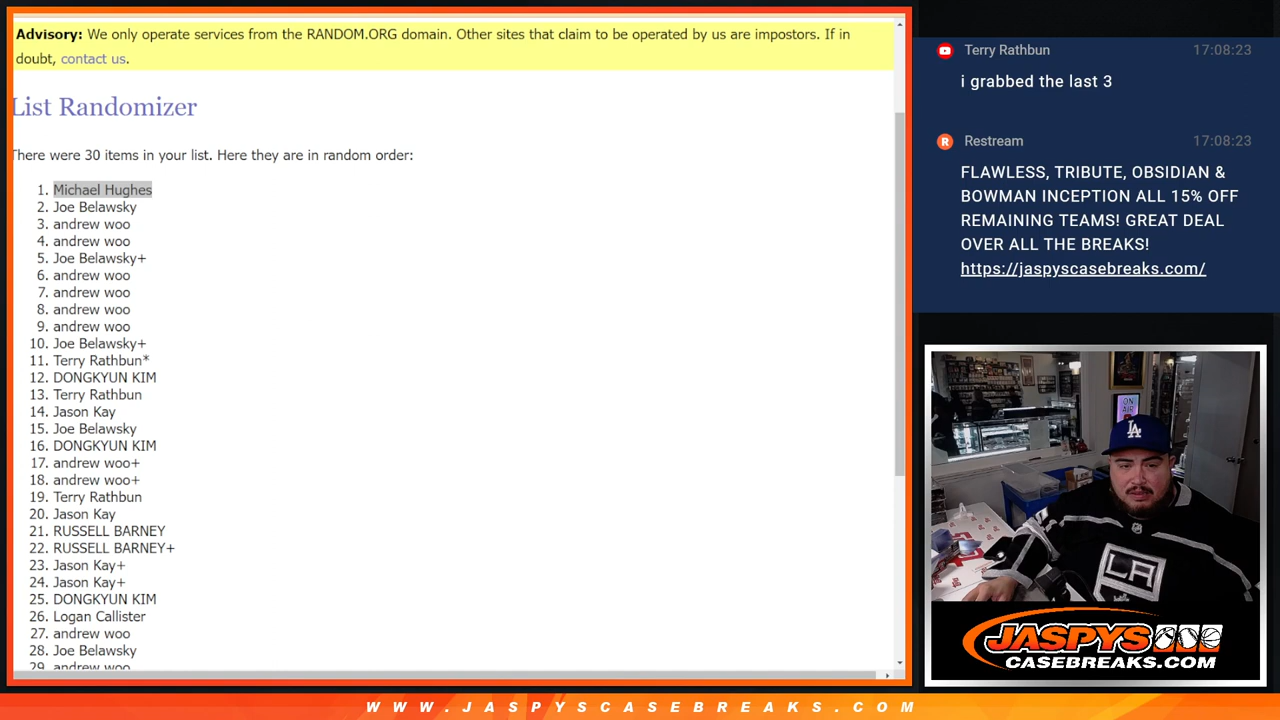 Advisory: We only operate services from the RANDOM.ORG domain. Other sites that claim to be operated by us are impostors. If in
doubt, contact us.
List Randomizer
There were 30 items in your list. Here they are in random order:
1. Michael Hughes
2. Joe Belawsky
3. andrew woo
4. andrew woo
5. Joe Belawsky+
6. andrew woo
7. andrew woo
8. andrew woo
9. andrew woo
10. Joe Belawsky+
11. Terry Rathbun*
12. DONGKYUN KIM
13. Terry Rathbun
14. Jason Kay
15. Joe Belawsky
16. DONGKYUN KIM
17. andrew woo+
18. andrew woo+
19. Terry Rathbun
20. Jason Kay
21. RUSSELL BARNEY
22. RUSSELL BARNEY+
23. Jason Kay+
24. Jason Kay+
25. DONGKYUN KIM
26. Logan Callister
27. andrew woo
28. Joe Belawsky
29. andrew woo
Terry Rathbun 17:08:23
i grabbed the last 3
Restream 17:08:23
FLAWLESS, TRIBUTE, OBSIDIAN &
BOWMAN INCEPTION ALL 15% OFF
REMAINING TEAMS! GREAT DEAL
OVER ALL THE BREAKS!
https://jaspyscasebreaks.com/
ON
AIR
LA
LA
JASPYS
CASEBREAKS.COM
WWW.JASPYSCASEBREAKS.COM